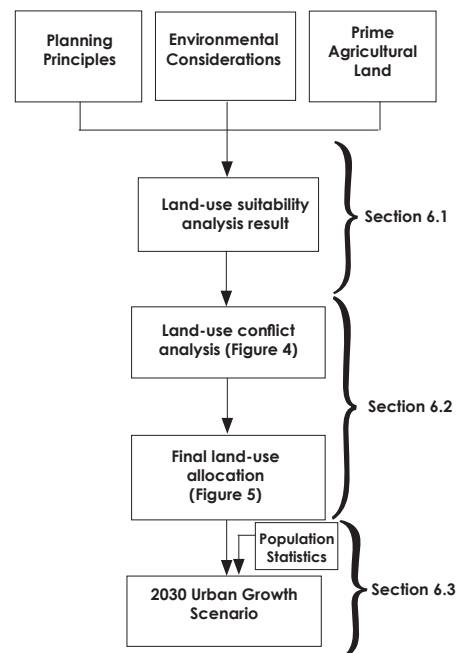 Planning
Principles
Environmental
Considerations
Prime
Agricultural
Land
Land-use suitability
analysis result
Section 6.1
Land-use conflict
analysis (Figure 4)
Section 6.2
Final land-use
allocation
(Figure 5)
Population
Statistics
2030 Urban Growth
Scenario
Section 6.3